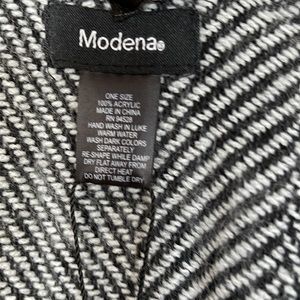 Modena®
ONE SIZE
100% ACRYLIC
MADE IN CHINA
RN 94528
HAND WASH IN LUKE
WARM WATER
WASH DARK COLORS
SEPARATELY
RE-SHAPE WHILE DAMP
DRY FLAT AWAY FROM
DIRECT HEAT
DO NOT TUMBLE DRY